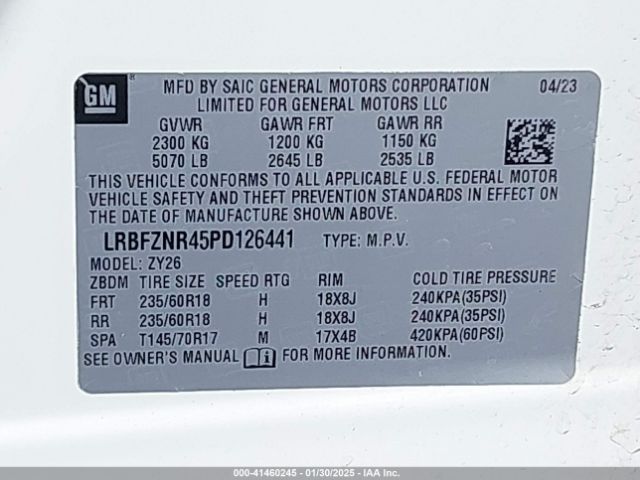 GM ®
MFD BY SAIC GENERAL MOTORS CORPORATION 04/23
LIMITED FOR GENERAL MOTORS LLC
GVWR GAWR FRT GAWR RR
2300 KG 1200 KG 1150 KG
5070 LB 2645 LB 2535 LB
THIS VEHICLE CONFORMS TO ALL APPLICABLE U.S. FEDERAL MOTOR
VEHICLE SAFETY AND THEFT PREVENTION STANDARDS IN EFFECT ON
THE DATE OF MANUFACTURE SHOWN ABOVE.
LRBFZNR45PD126441 TYPE: M.P.V.
MODEL: ZY26
ZBDM TIRE SIZE SPEED RTG RIM COLD TIRE PRESSURE
FRT 235/60R18 H 18X8J 240KPA(35PSI)
RR 235/60R18 H 18X8J 240KPA(35PSI)
SPA T145/70R17 M 17X4B 420KPA(60PSI)
SEE OWNER'S MANUAL FOR MORE INFORMATION
000-41460245 - 01/30/2025 - IAA Inc.